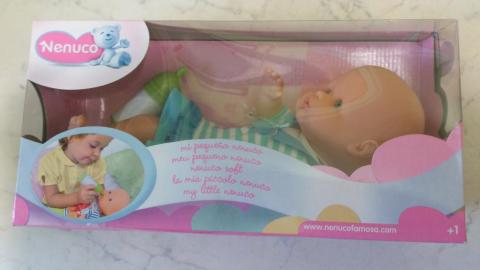 Nenuco
mi pequeño nenuco
meu pequeno nenuco
nenuco soft
la mia piccolo nenuco
my little nenuco
www.nenucofamosa.com
+1